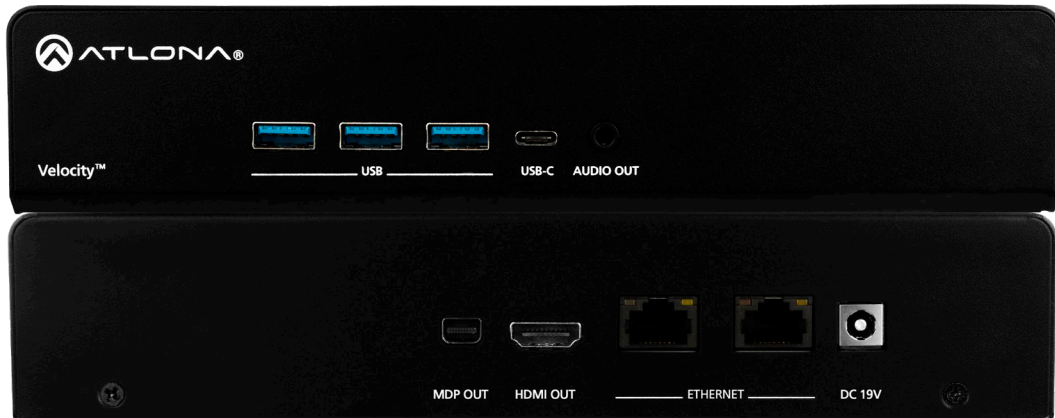 ATLONA®
Velocity™
USB
USB-C
AUDIO OUT
MDP OUT
HDMI OUT
ETHERNET
DC 19V